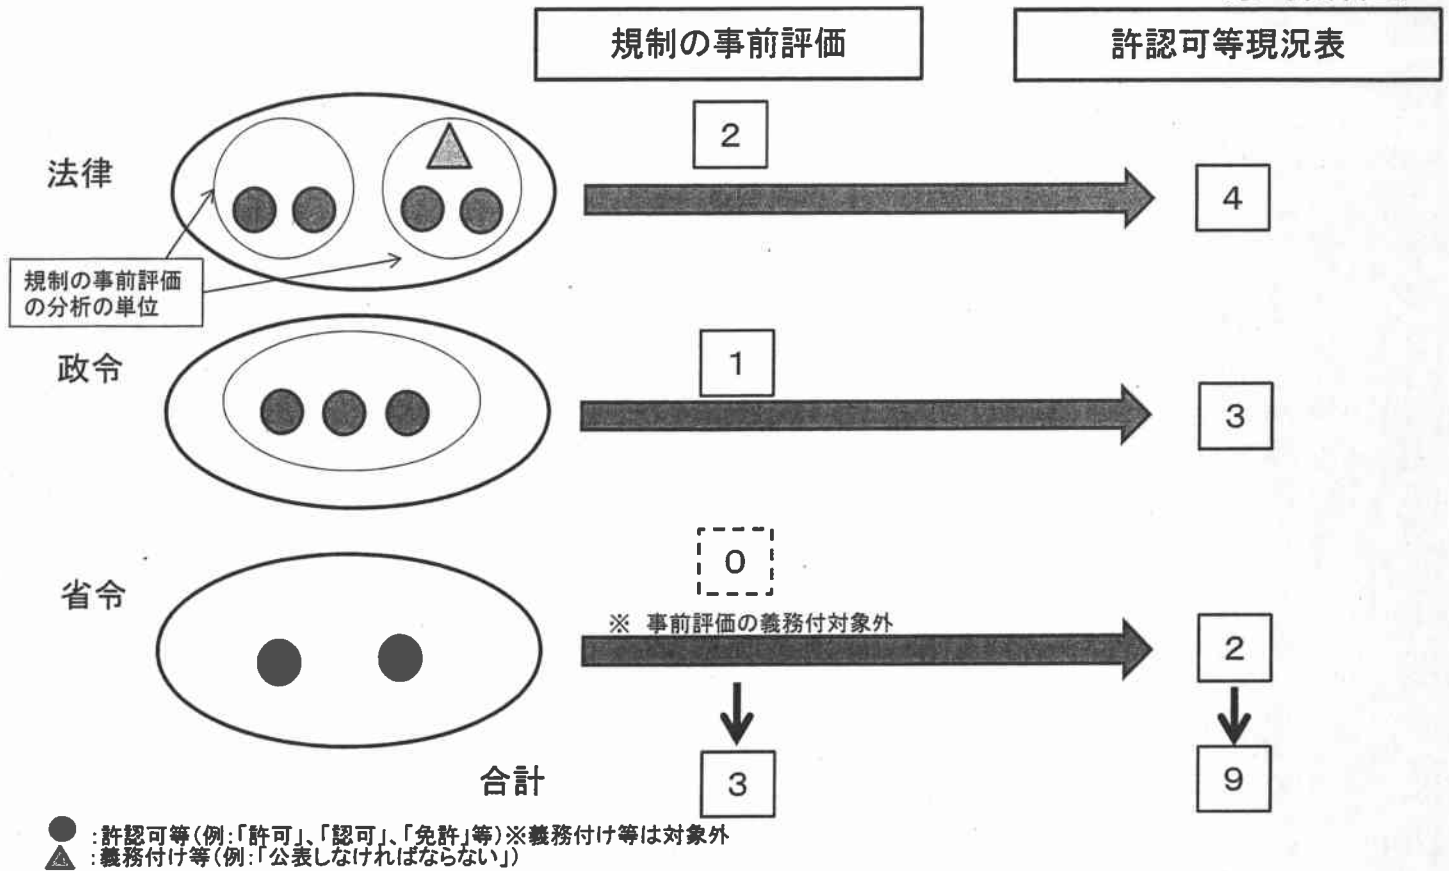 規制の事前評価
許認可等現況表
法律
2
4
規制の事前評価
の分析の単位
政令
1
3
省令
0
※ 事前評価の義務付対象外
2
合計
3
9
:許認可等(例:「許可」、「認可」、「免許」等)※義務付け等は対象外
:義務付け等(例:「公表しなければならない」)